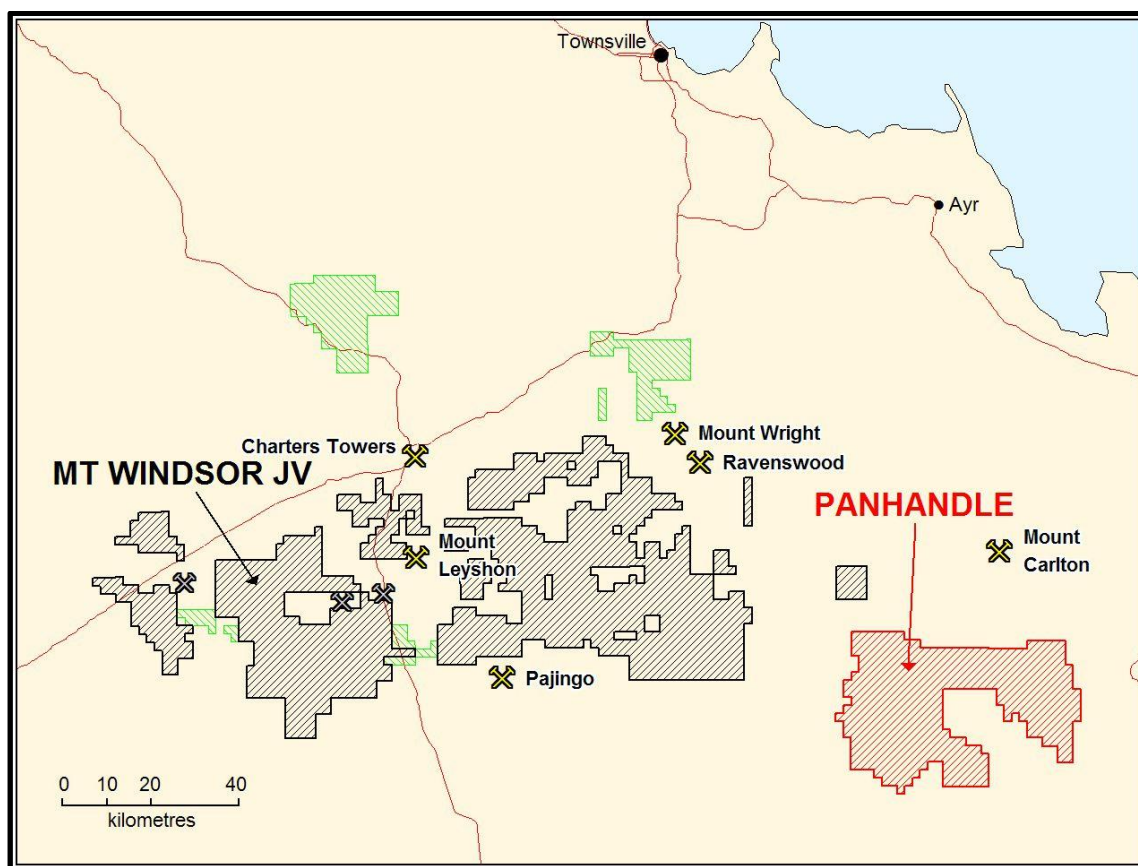 Townsville
Ayr
Charters Towers
Mount Wright
Ravenswood
MT WINDSOR JV
PANHANDLE
Mount
Leyshon
Mount
Carlton
Pajingo
0 10 20 40
kilometres